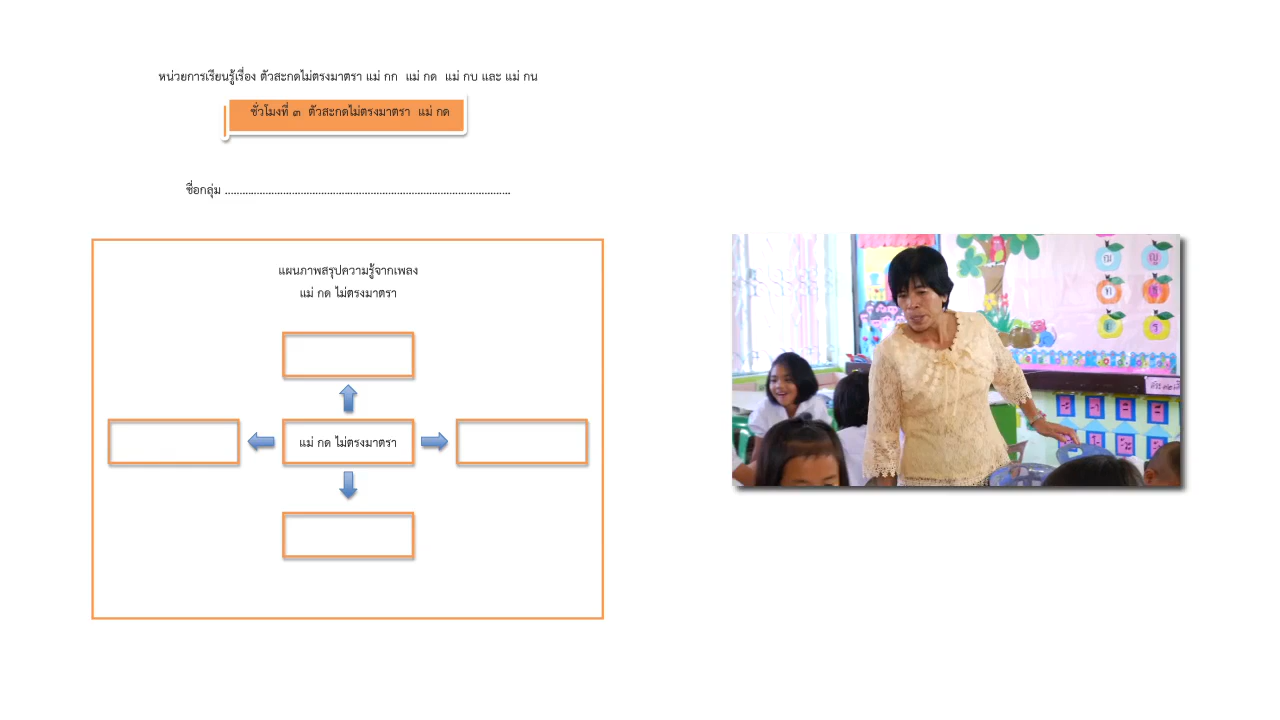 หน่วยการเรียนรู้เรื่อง ตัวสะกดไม่ตรงมาตรา แม่ กก แม่ กด แม่ กบ และ แม่ กน
ชั่วโมงที่ ๓ ตัวสะกดไม่ตรงมาตรา แม่ กด
ชื่อกลุ่ม ....................................................................................................
แผนภาพสรุปความรู้จากเพลง
แม่ กด ไม่ตรงมาตรา
แม่ กด ไม่ตรงมาตรา
ญ
ร